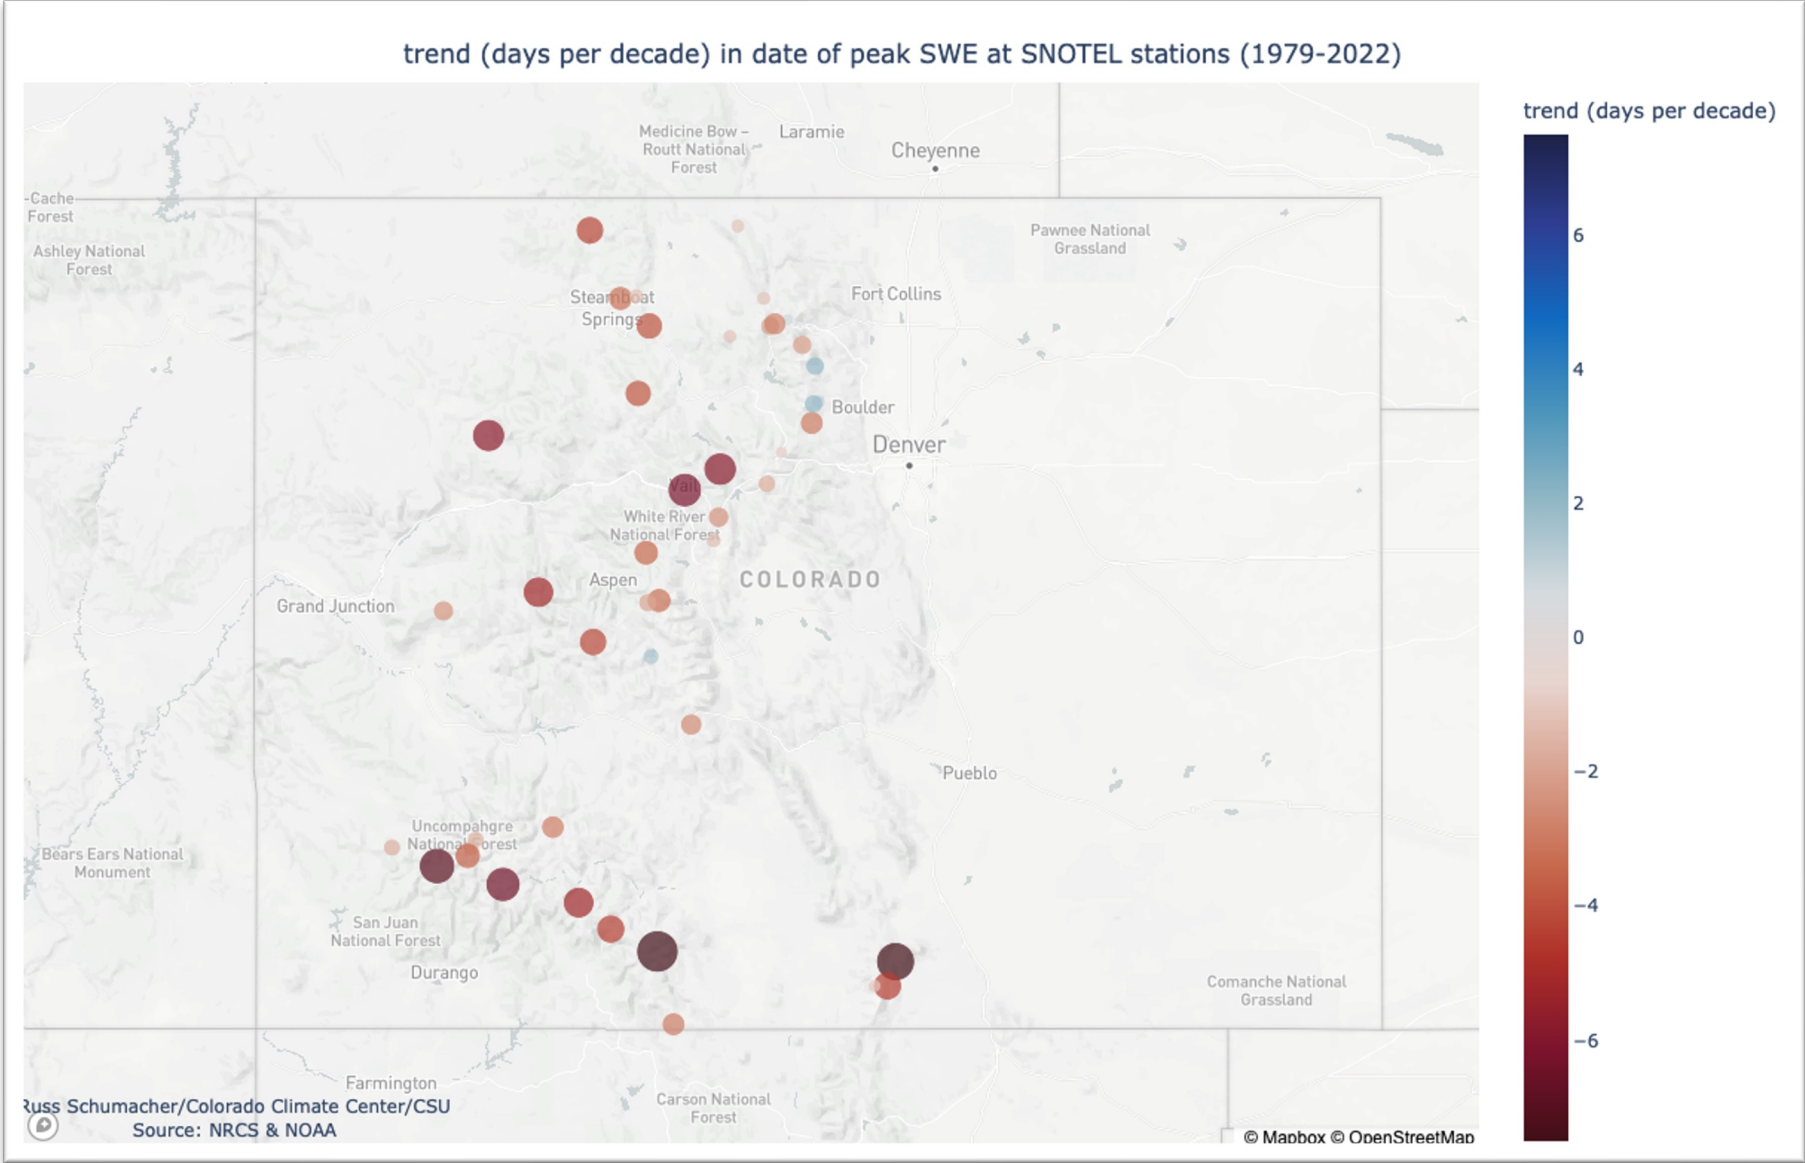 trend (days per decade) in date of peak SWE at SNOTEL stations (1979-2022)
trend (days per decade)
6
4
2
0
−2
−4
−6
Medicine Bow –
Routt National
Forest
Laramie
Cheyenne
-Cache
Forest
Ashley National
Forest
Pawnee National
Grassland
Steamboat
Springs
Fort Collins
Boulder
Denver
Vail
White River
National Forest
Aspen
COLORADO
Grand Junction
Pueblo
Uncompahgre
National Forest
Bears Ears National
Monument
San Juan
National Forest
Durango
Comanche National
Grassland
Farmington
Carson National
Forest
Russ Schumacher/Colorado Climate Center/CSU
Source: NRCS & NOAA
© Mapbox © OpenStreetMap